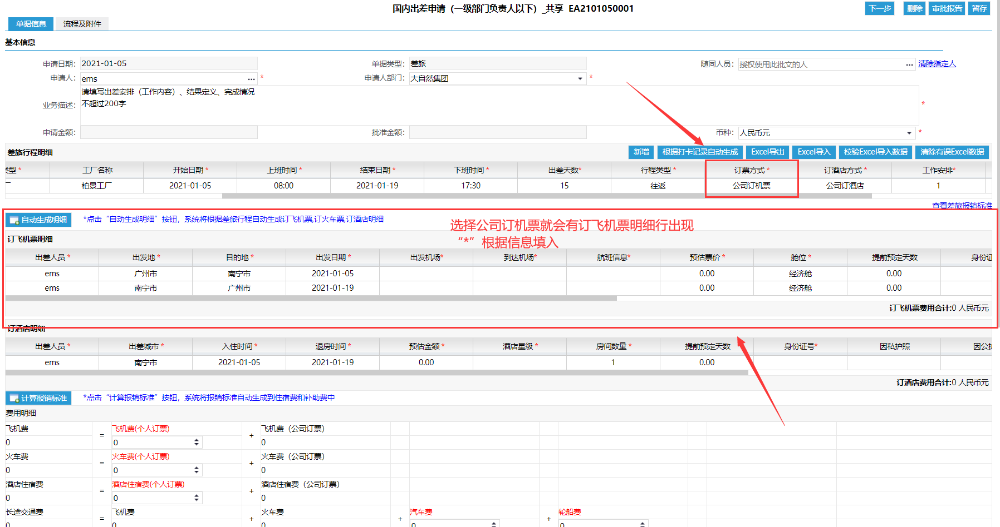 国内出差申请（一级部门负责人以下）_共享 EA2101050001
下一步 删除 审批报告 暂存
单据信息 流程及附件
基本信息
申请日期: 2021-01-05 单据类型: 差旅 随同人员: 授权使用此批文的人 ... 清除指定人
申请人: ems ... * 申请人部门: 大自然集团 *
业务描述: 请填写出差安排（工作内容）、结果定义、完成情况
不超过200字 *
申请金额: 批准金额: 币种: 人民币元 *
差旅行程明细 新增 根据打卡记录自动生成 Excel导出 Excel导入 校验Excel导入数据 清除有误Excel数据
类型 * 工厂名称 开始日期 * 上班时间 * 结束日期 * 下班时间 * 出差天数* 行程类型 * 订票方式 * 订酒店方式 * 工作安排*
厂 柏景工厂 2021-01-05 08:00 2021-01-19 17:30 15 往返 公司订机票 公司订酒店 1
查看差旅报销标准
自动生成明细 *点击“自动生成明细”按钮，系统将根据差旅行程自动生成订飞机票,订火车票,订酒店明细
选择公司订机票就会有订飞机票明细行出现
“*”根据信息填入
订飞机票明细
出差人员 * 出发地 * 目的地 * 出发日期 * 出发机场* 到达机场* 航班信息* 预估票价 * 舱位 * 提前预定天数 身份证
ems 广州市 南宁市 2021-01-05 0.00 经济舱 0.00
ems 南宁市 广州市 2021-01-19 0.00 经济舱 0.00
订飞机票费用合计:0 人民币元
订酒店明细
出差人员 * 出差城市 * 入住时间 * 退房时间 * 预估金额 * 酒店星级 * 房间数量 * 提前预定天数 身份证号* 因私护照 因公护
ems 南宁市 2021-01-05 2021-01-19 0.00 1 0.00
订酒店费用合计:0 人民币元
计算报销标准 *点击“计算报销标准”按钮，系统将报销标准自动生成到住宿费和补助费中
费用明细
飞机费 = 飞机费(个人订票) + 飞机费（公司订票）
0 0 0
火车费 = 火车费(个人订票) + 火车费（公司订票）
0 0 0
酒店住宿费 = 酒店住宿费(个人订票) + 酒店住宿费（公司订票）
0 0 0
长途交通费 = 飞机费 + 火车费 + 汽车费 + 轮船费
0 0 0 0 0